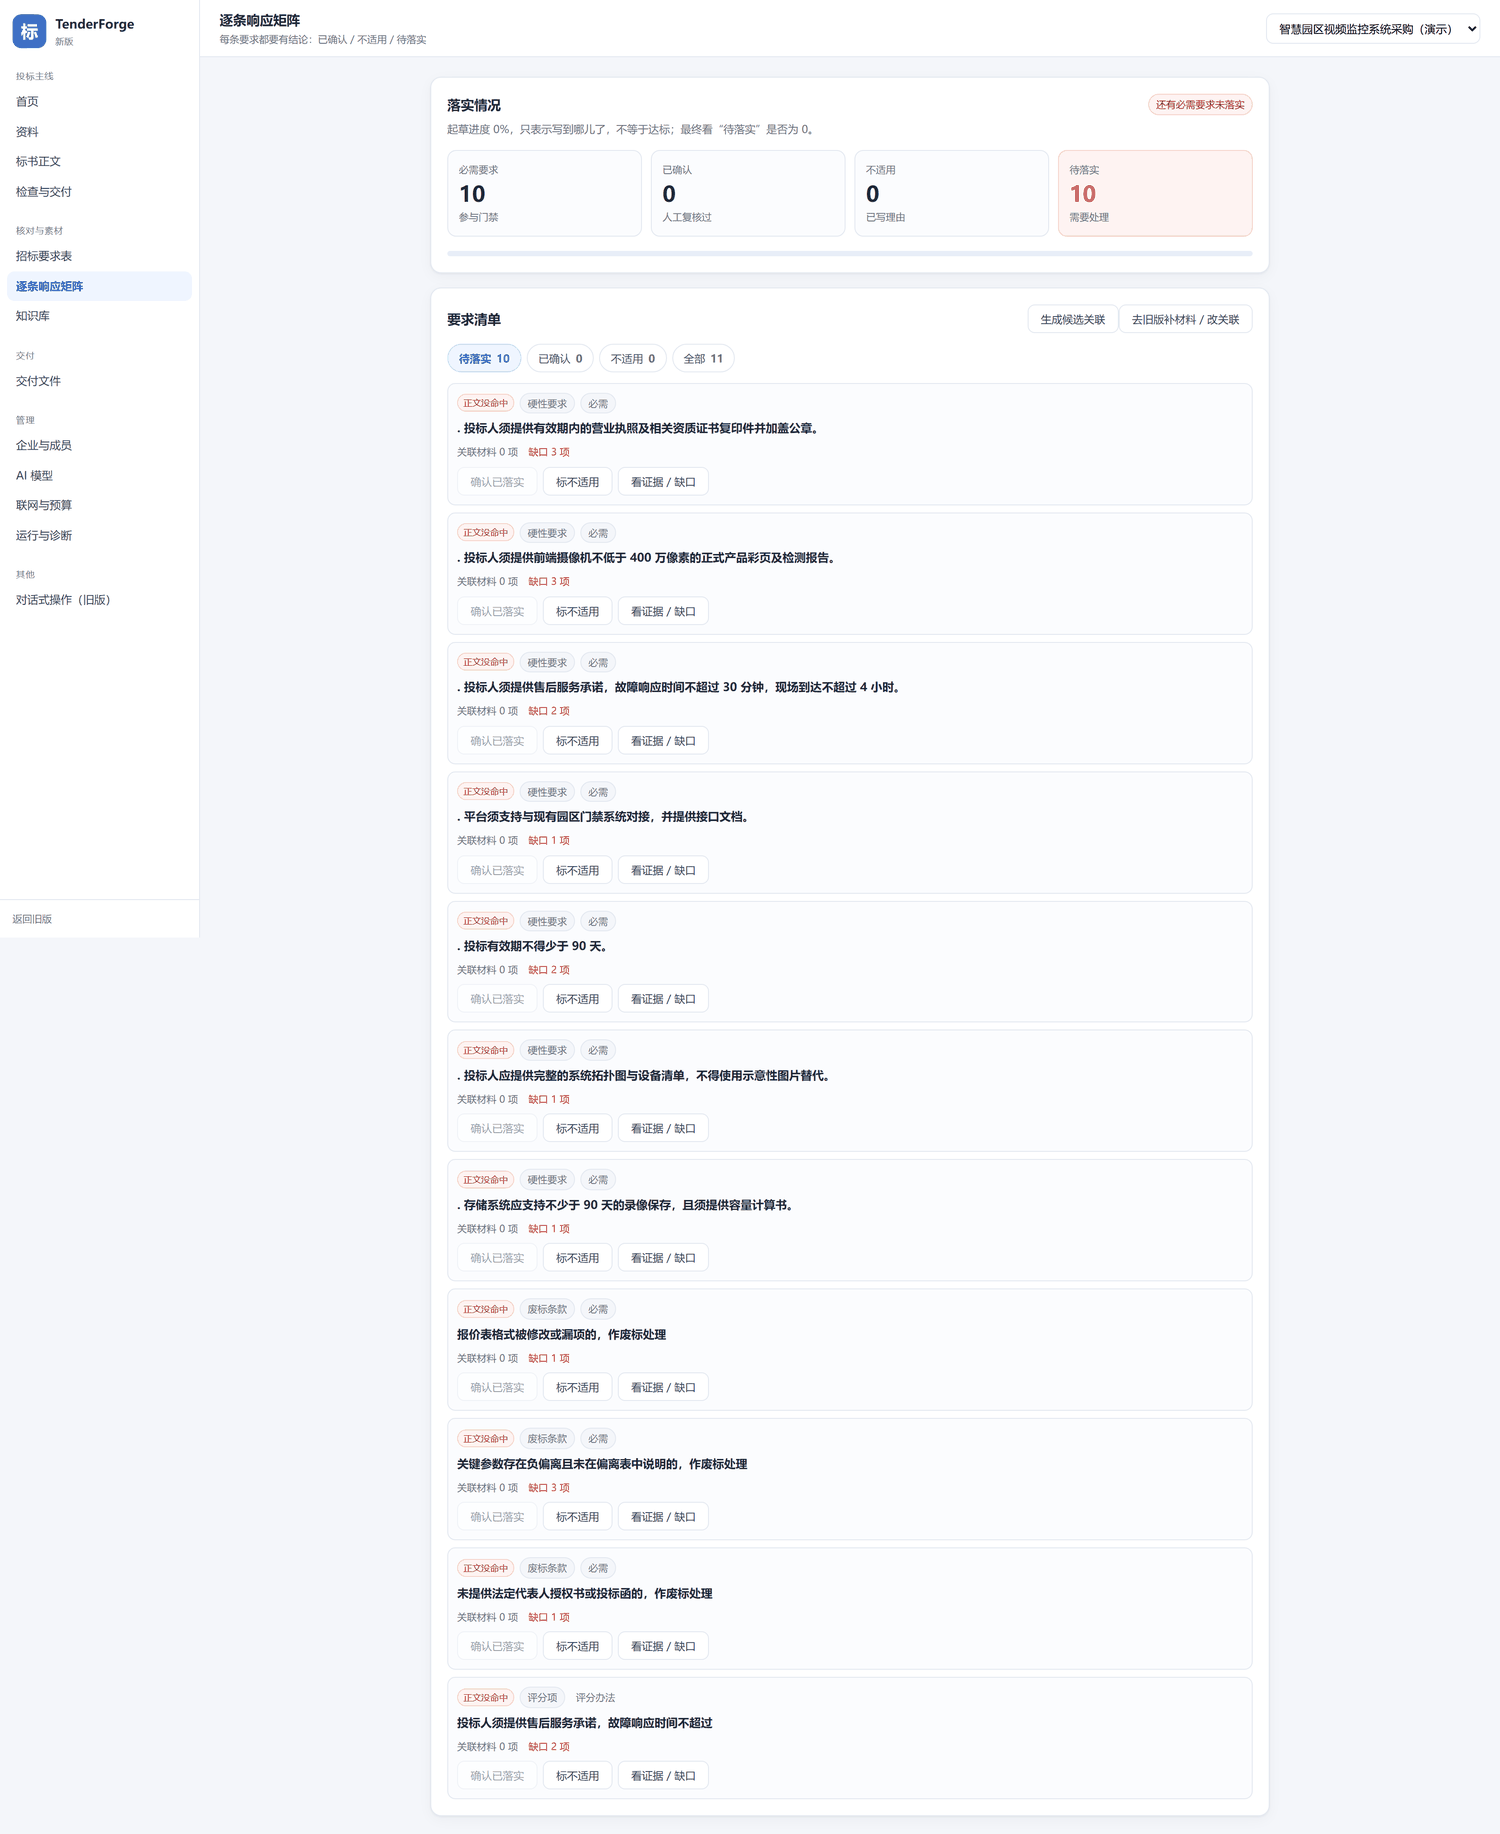 标
TenderForge
新版
投标主线
首页
资料
标书正文
检查与交付
核对与素材
招标要求表
逐条响应矩阵
知识库
交付
交付文件
管理
企业与成员
AI 模型
联网与预算
运行与诊断
其他
对话式操作（旧版）
返回旧版
逐条响应矩阵
每条要求都要有结论：已确认 / 不适用 / 待落实
智慧园区视频监控系统采购（演示）
落实情况
还有必需要求未落实
起草进度 0%，只表示写到哪儿了，不等于达标；最终看“待落实”是否为 0。
必需要求
10
参与门禁
已确认
0
人工复核过
不适用
0
已写理由
待落实
10
需要处理
要求清单
生成候选关联
去旧版补材料 / 改关联
待落实 10
已确认 0
不适用 0
全部 11
正文没命中 硬性要求 必需
. 投标人须提供有效期内的营业执照及相关资质证书复印件并加盖公章。
关联材料 0 项 缺口 3 项
确认已落实 标不适用 看证据 / 缺口
正文没命中 硬性要求 必需
. 投标人须提供前端摄像机不低于 400 万像素的正式产品彩页及检测报告。
关联材料 0 项 缺口 3 项
确认已落实 标不适用 看证据 / 缺口
正文没命中 硬性要求 必需
. 投标人须提供售后服务承诺，故障响应时间不超过 30 分钟，现场到达不超过 4 小时。
关联材料 0 项 缺口 2 项
确认已落实 标不适用 看证据 / 缺口
正文没命中 硬性要求 必需
. 平台须支持与现有园区门禁系统对接，并提供接口文档。
关联材料 0 项 缺口 1 项
确认已落实 标不适用 看证据 / 缺口
正文没命中 硬性要求 必需
. 投标有效期不得少于 90 天。
关联材料 0 项 缺口 2 项
确认已落实 标不适用 看证据 / 缺口
正文没命中 硬性要求 必需
. 投标人应提供完整的系统拓扑图与设备清单，不得使用示意性图片替代。
关联材料 0 项 缺口 1 项
确认已落实 标不适用 看证据 / 缺口
正文没命中 硬性要求 必需
. 存储系统应支持不少于 90 天的录像保存，且须提供容量计算书。
关联材料 0 项 缺口 1 项
确认已落实 标不适用 看证据 / 缺口
正文没命中 废标条款 必需
报价表格式被修改或漏项的，作废标处理
关联材料 0 项 缺口 1 项
确认已落实 标不适用 看证据 / 缺口
正文没命中 废标条款 必需
关键参数存在负偏离且未在偏离表中说明的，作废标处理
关联材料 0 项 缺口 3 项
确认已落实 标不适用 看证据 / 缺口
正文没命中 废标条款 必需
未提供法定代表人授权书或投标函的，作废标处理
关联材料 0 项 缺口 1 项
确认已落实 标不适用 看证据 / 缺口
正文没命中 评分项 评分办法
投标人须提供售后服务承诺，故障响应时间不超过
关联材料 0 项 缺口 2 项
确认已落实 标不适用 看证据 / 缺口